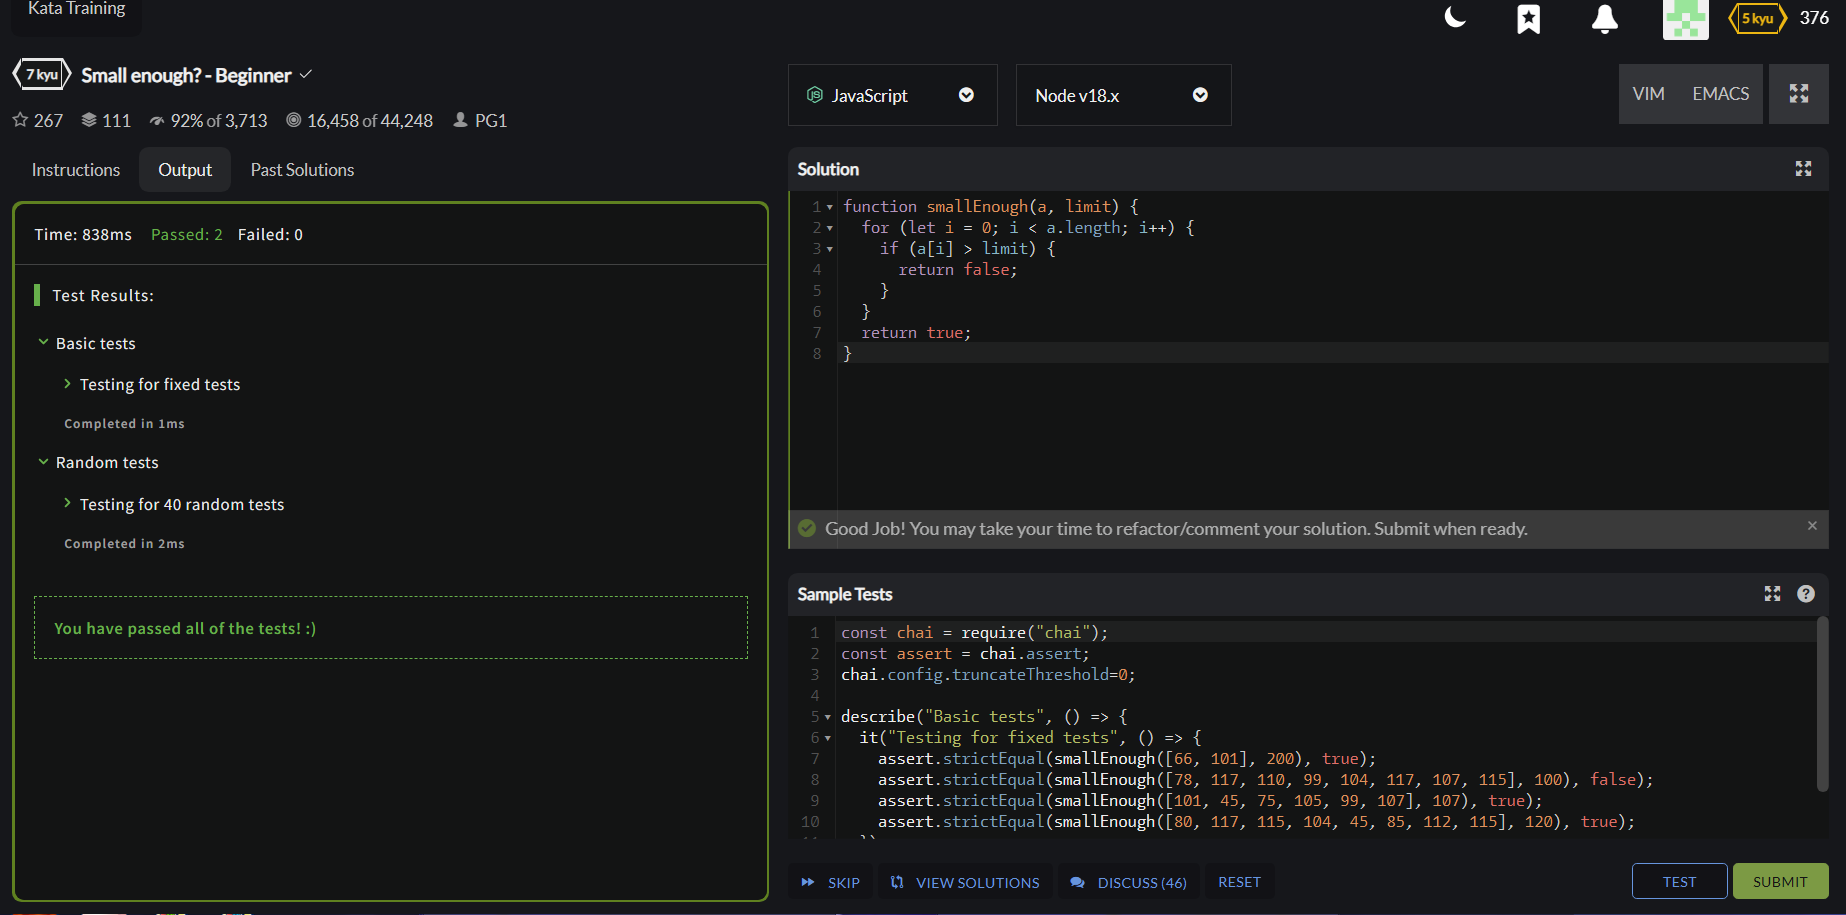 Kata Training
5 kyu
376
7 kyu
Small enough? - Beginner
267
111
92% of 3,713
16,458 of 44,248
PG1
JavaScript
Node v18.x
VIM
EMACS
Instructions
Output
Past Solutions
Time: 838ms Passed: 2 Failed: 0
Test Results:
Basic tests
Testing for fixed tests
Completed in 1ms
Random tests
Testing for 40 random tests
Completed in 2ms
You have passed all of the tests! :)
Solution
1 function smallEnough(a, limit) {
2   for (let i = 0; i < a.length; i++) {
3     if (a[i] > limit) {
4       return false;
5     }
6   }
7   return true;
8 }
Good Job! You may take your time to refactor/comment your solution. Submit when ready.
Sample Tests
1 const chai = require("chai");
2 const assert = chai.assert;
3 chai.config.truncateThreshold=0;
4
5 describe("Basic tests", () => {
6   it("Testing for fixed tests", () => {
7     assert.strictEqual(smallEnough([66, 101], 200), true);
8     assert.strictEqual(smallEnough([78, 117, 110, 99, 104, 117, 107, 115], 100), false);
9     assert.strictEqual(smallEnough([101, 45, 75, 105, 99, 107], 107), true);
10     assert.strictEqual(smallEnough([80, 117, 115, 104, 45, 85, 112, 115], 120), true);
SKIP
VIEW SOLUTIONS
DISCUSS (46)
RESET
TEST
SUBMIT